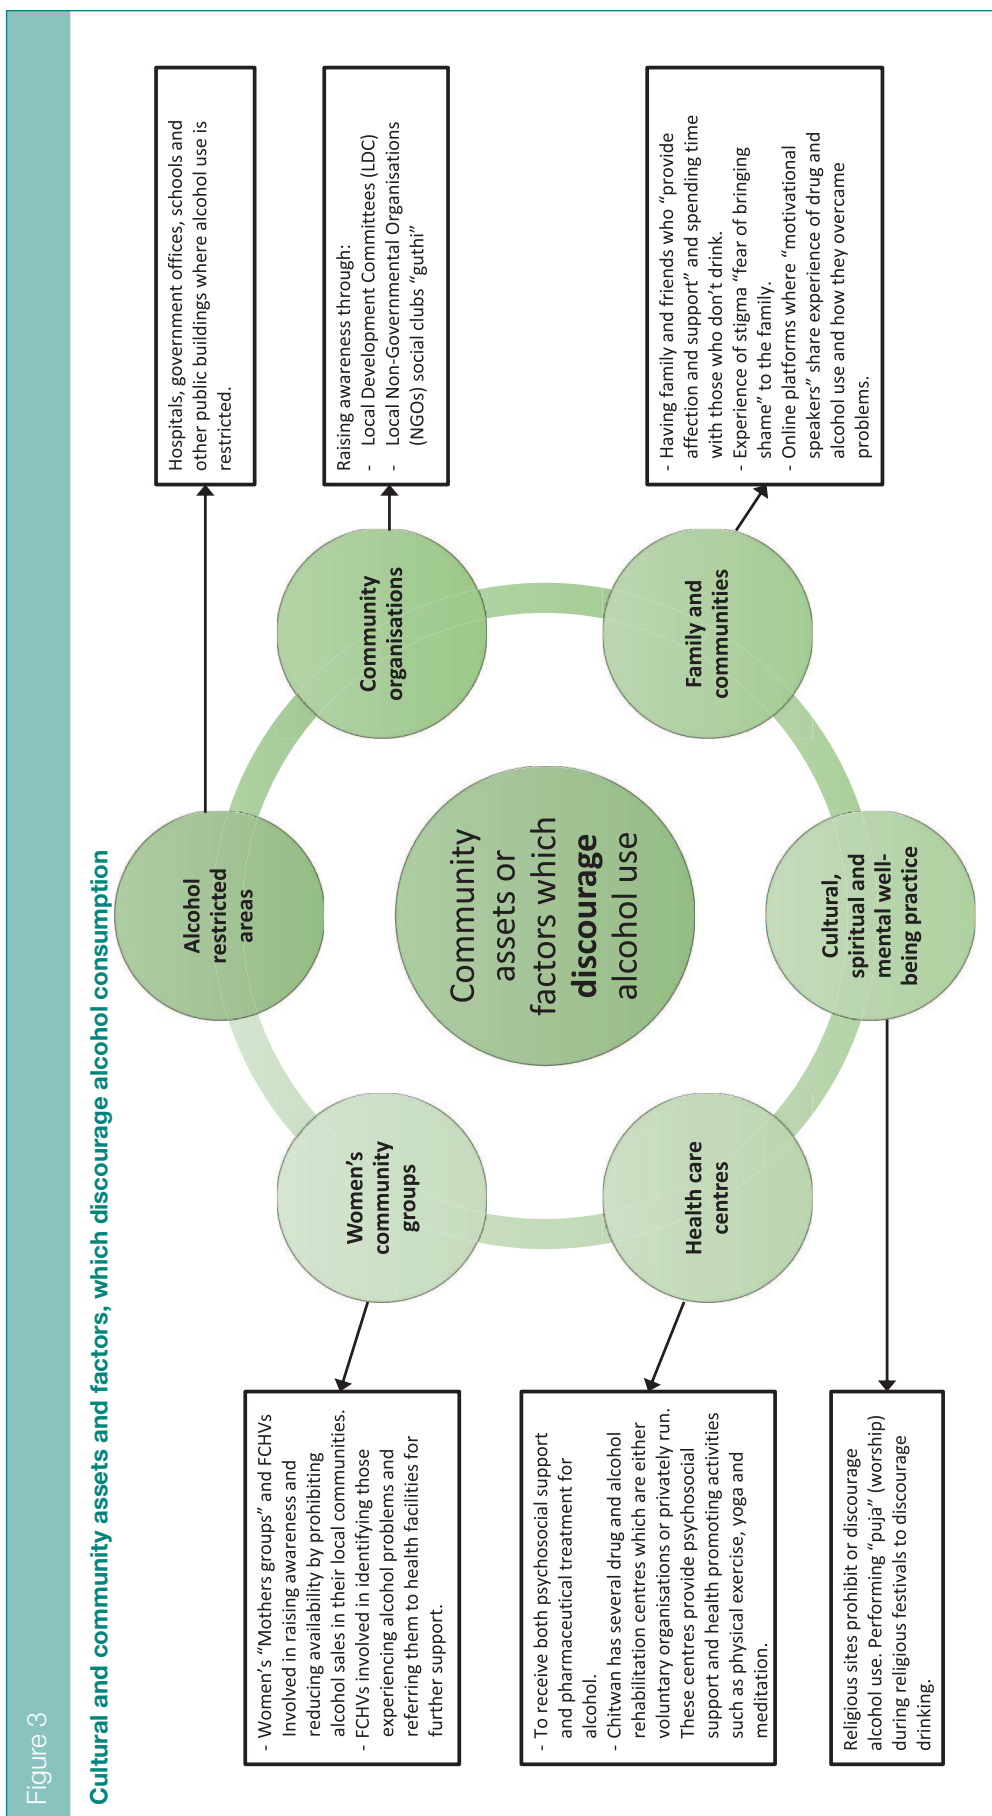 Figure 3
Cultural and community assets and factors, which discourage alcohol consumption
- Women's “Mothers groups” and FCHVs
Involved in raising awareness and
reducing availability by prohibiting
alcohol sales in their local communities.
- FCHVs involved in identifying those
experiencing alcohol problems and
referring them to health facilities for
further support.
- To receive both psychosocial support
and pharmaceutical treatment for
alcohol.
- Chitwan has several drug and alcohol
rehabilitation centres which are either
voluntary organisations or privately run.
These centres provide psychosocial
support and health promoting activities
such as physical exercise, yoga and
meditation.
Religious sites prohibit or discourage
alcohol use. Performing “puja” (worship)
during religious festivals to discourage
drinking.
Women's
community
groups
Health care
centres
Alcohol
restricted
areas
Community
assets or
factors which
discourage
alcohol use
Cultural,
spiritual and
mental well-
being practice
Community
organisations
Family and
communities
Hospitals, government offices, schools and
other public buildings where alcohol use is
restricted.
Raising awareness through:
- Local Development Committees (LDC)
- Local Non-Governmental Organisations
(NGOs) social clubs “guthi”
- Having family and friends who “provide
affection and support” and spending time
with those who don't drink.
- Experience of stigma “fear of bringing
shame” to the family.
- Online platforms where “motivational
speakers” share experience of drug and
alcohol use and how they overcame
problems.